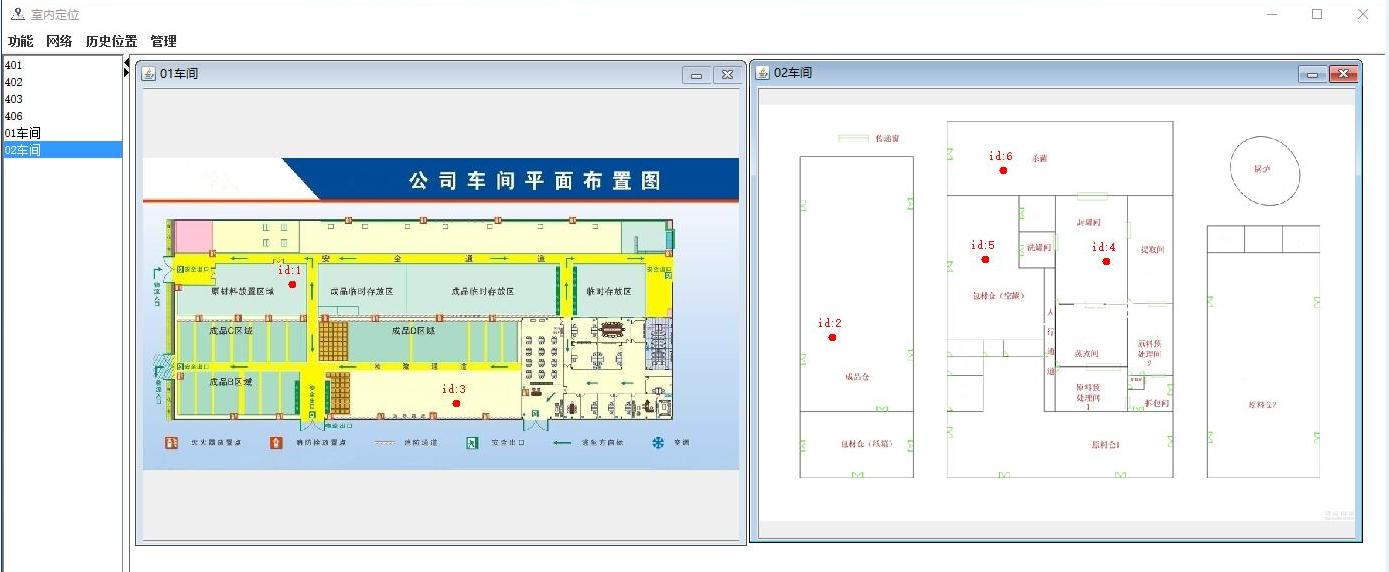 室内定位
功能 网络 历史位置 管理
401
402
403
406
01车间
02车间
01车间
公司车间平面布置图
安 全 通 道
安全出口
安全出口
id:1
原材料放置区域
成品临时存放区
成品临时存放区
临时存放区
成品C区域
成品D区域
安全出口
成品B区域
安全出口
id:3
灭火器放置点
消防栓放置点
消防通道
安全出口
逃生方向标
空调
02车间
传递窗
id:6
杀菌
锅炉
封罐间
id:5
洗罐间
id:4
提取间
包材仓（空罐）
人行通道
id:2
蒸煮间
原料预处理间2
成品仓
原料预处理间1
拆包间
原料仓2
包材仓（纸箱）
原料仓1